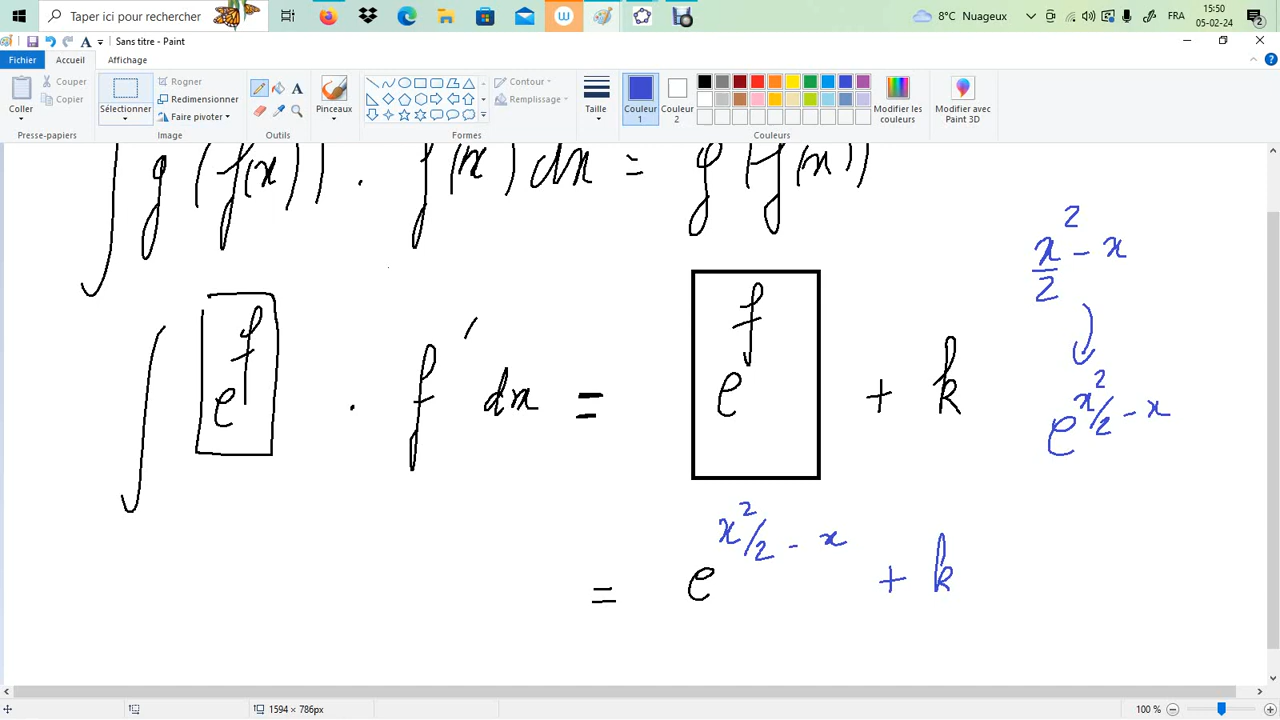 Taper ici pour rechercher
8°C Nuageux
FRA
15:50
05-02-24
2
Sans titre - Paint
Fichier
Accueil
Affichage
Coller
Couper
Copier
Presse-papiers
Sélectionner
Rogner
Redimensionner
Faire pivoter
Image
A
Outils
Pinceaux
Contour
Remplissage
Formes
Taille
Couleur 1
Couleur 2
Modifier les couleurs
Couleurs
Modifier avec Paint 3D
∫ g(f(x)) . f(x) dx = g(f(x))
x²/2 - x
∫ e^f . f' dx = e^f + k
e^x²/2 - x
= e^x²/2 - x + k
1594 × 786px
100 %